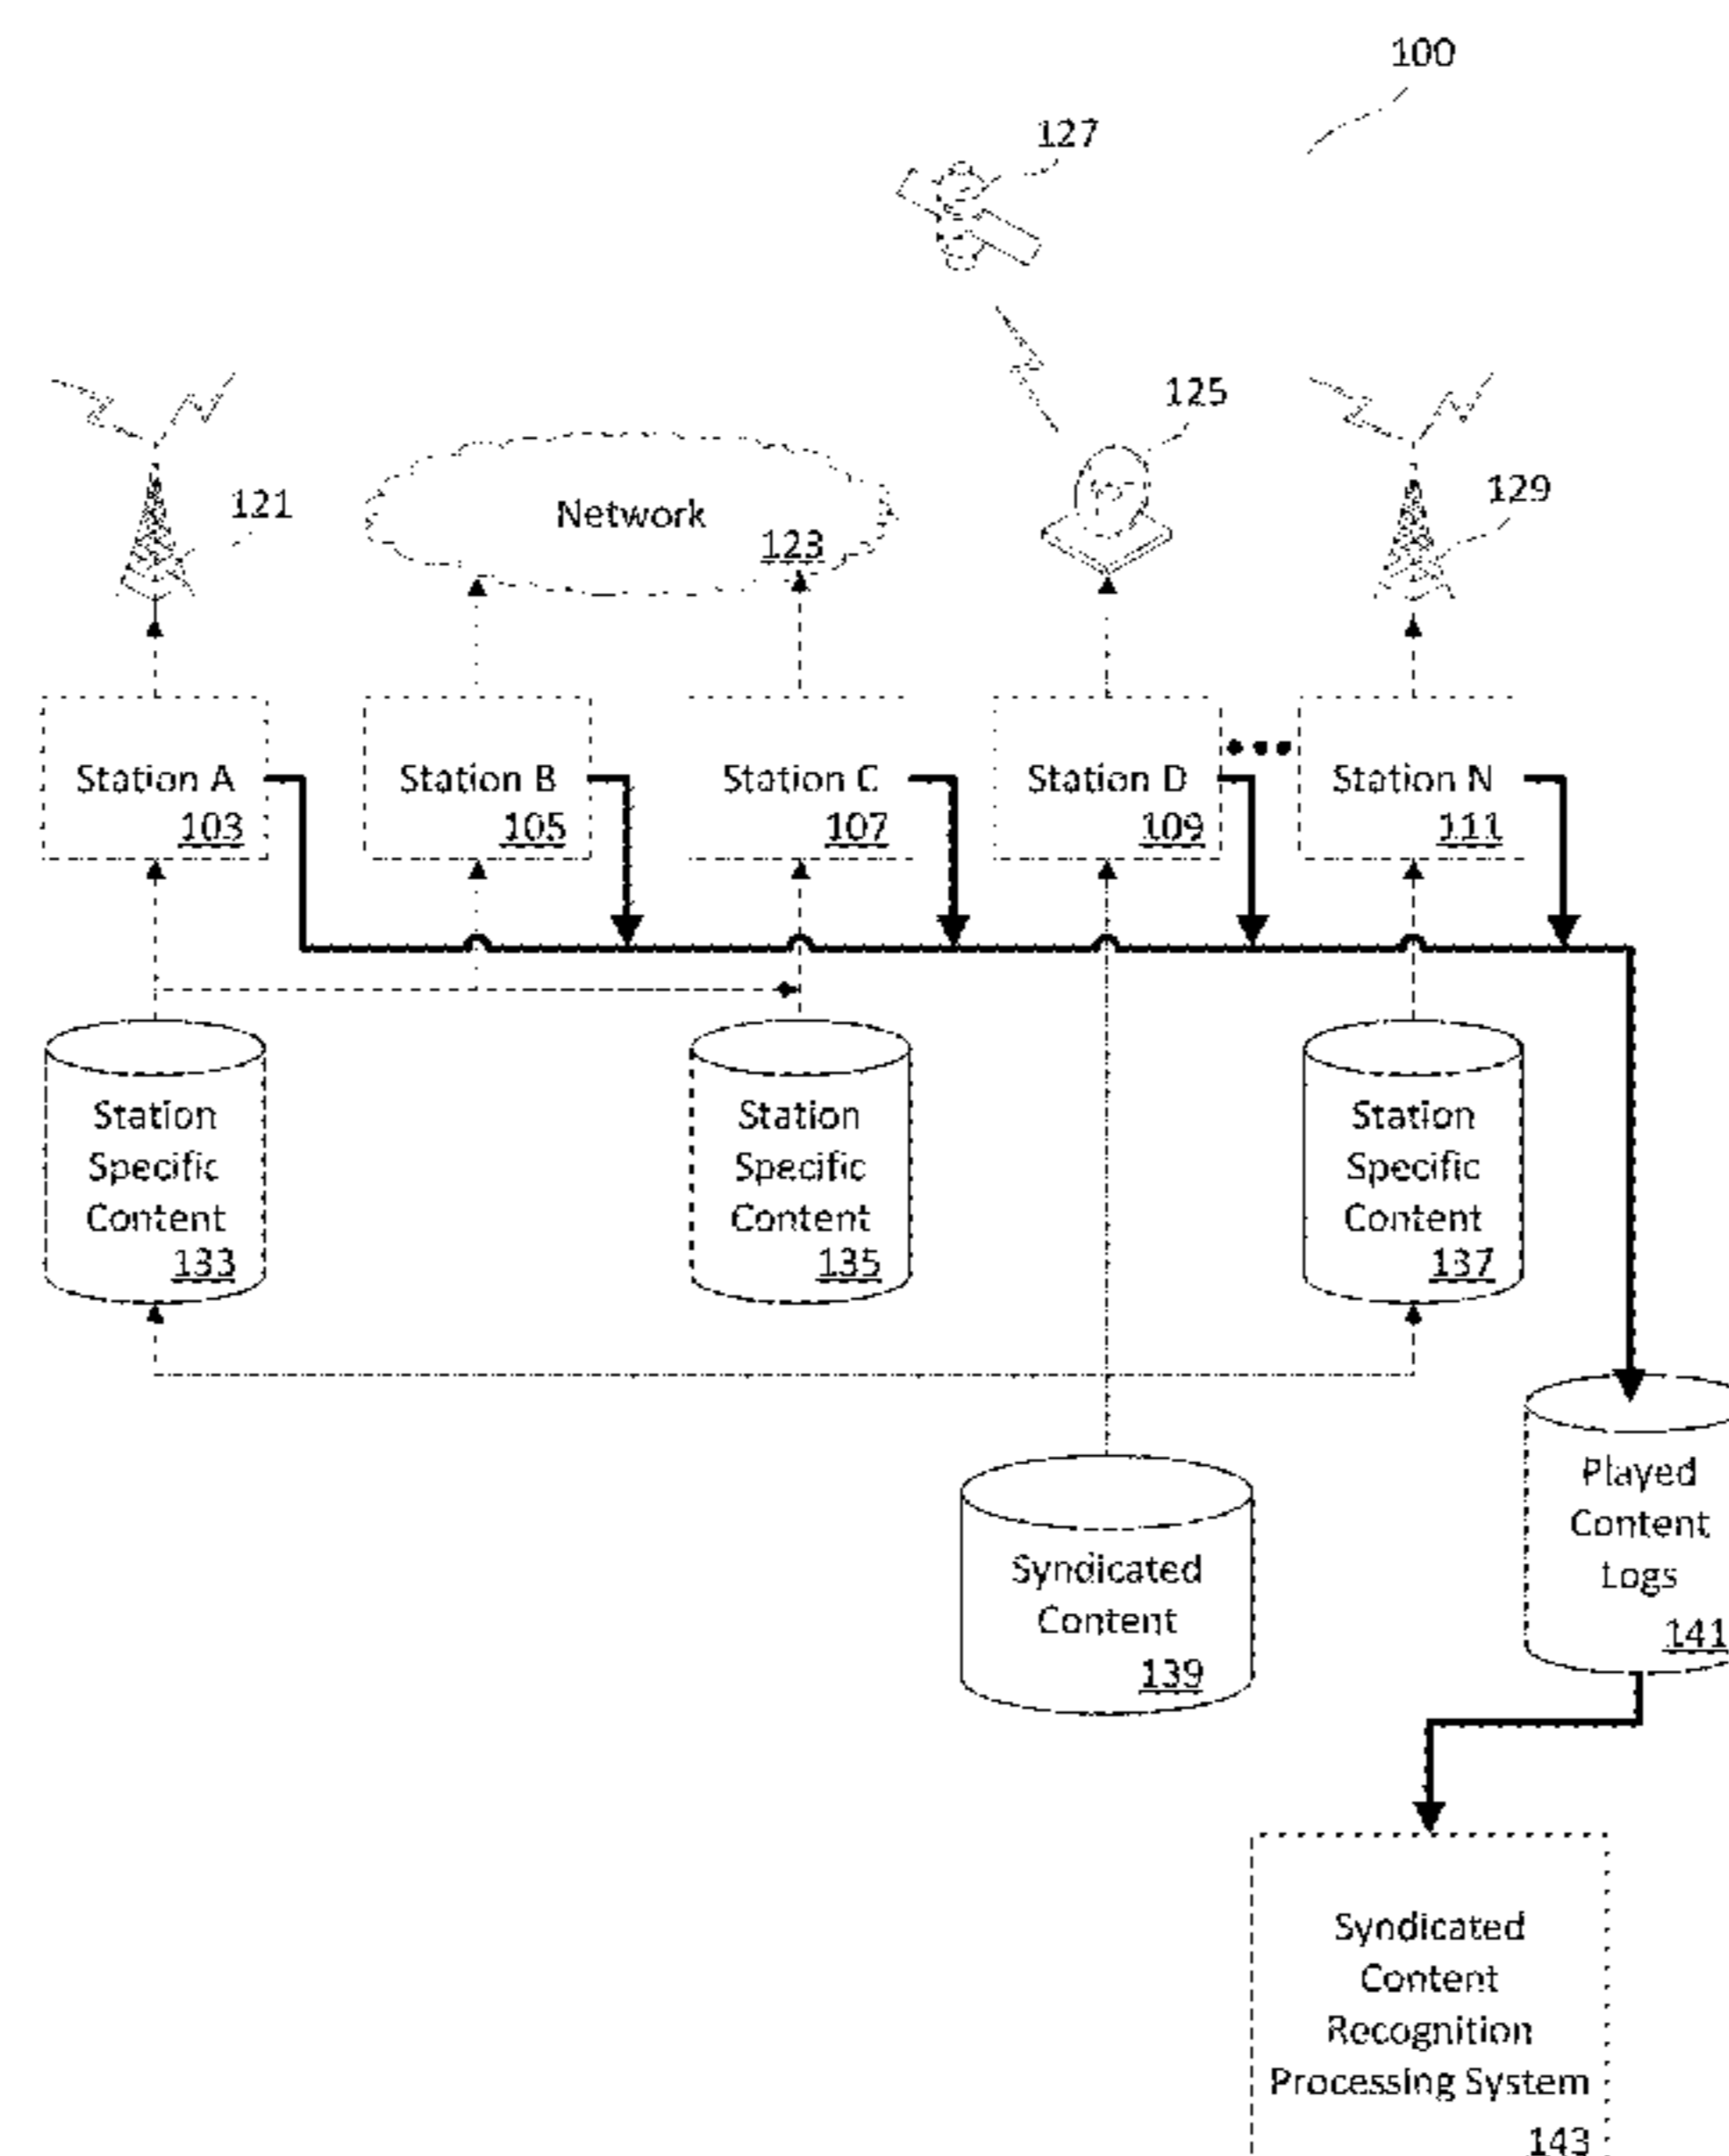 100
127
125
121
Network
123
129
Station A
103
Station B
105
Station C
107
Station D
109
Station N
111
Station
Specific
Content
133
Station
Specific
Content
135
Station
Specific
Content
137
Syndicated
Content
139
Played
Content
Logs
141
Syndicated
Content
Recognition
Processing System
143